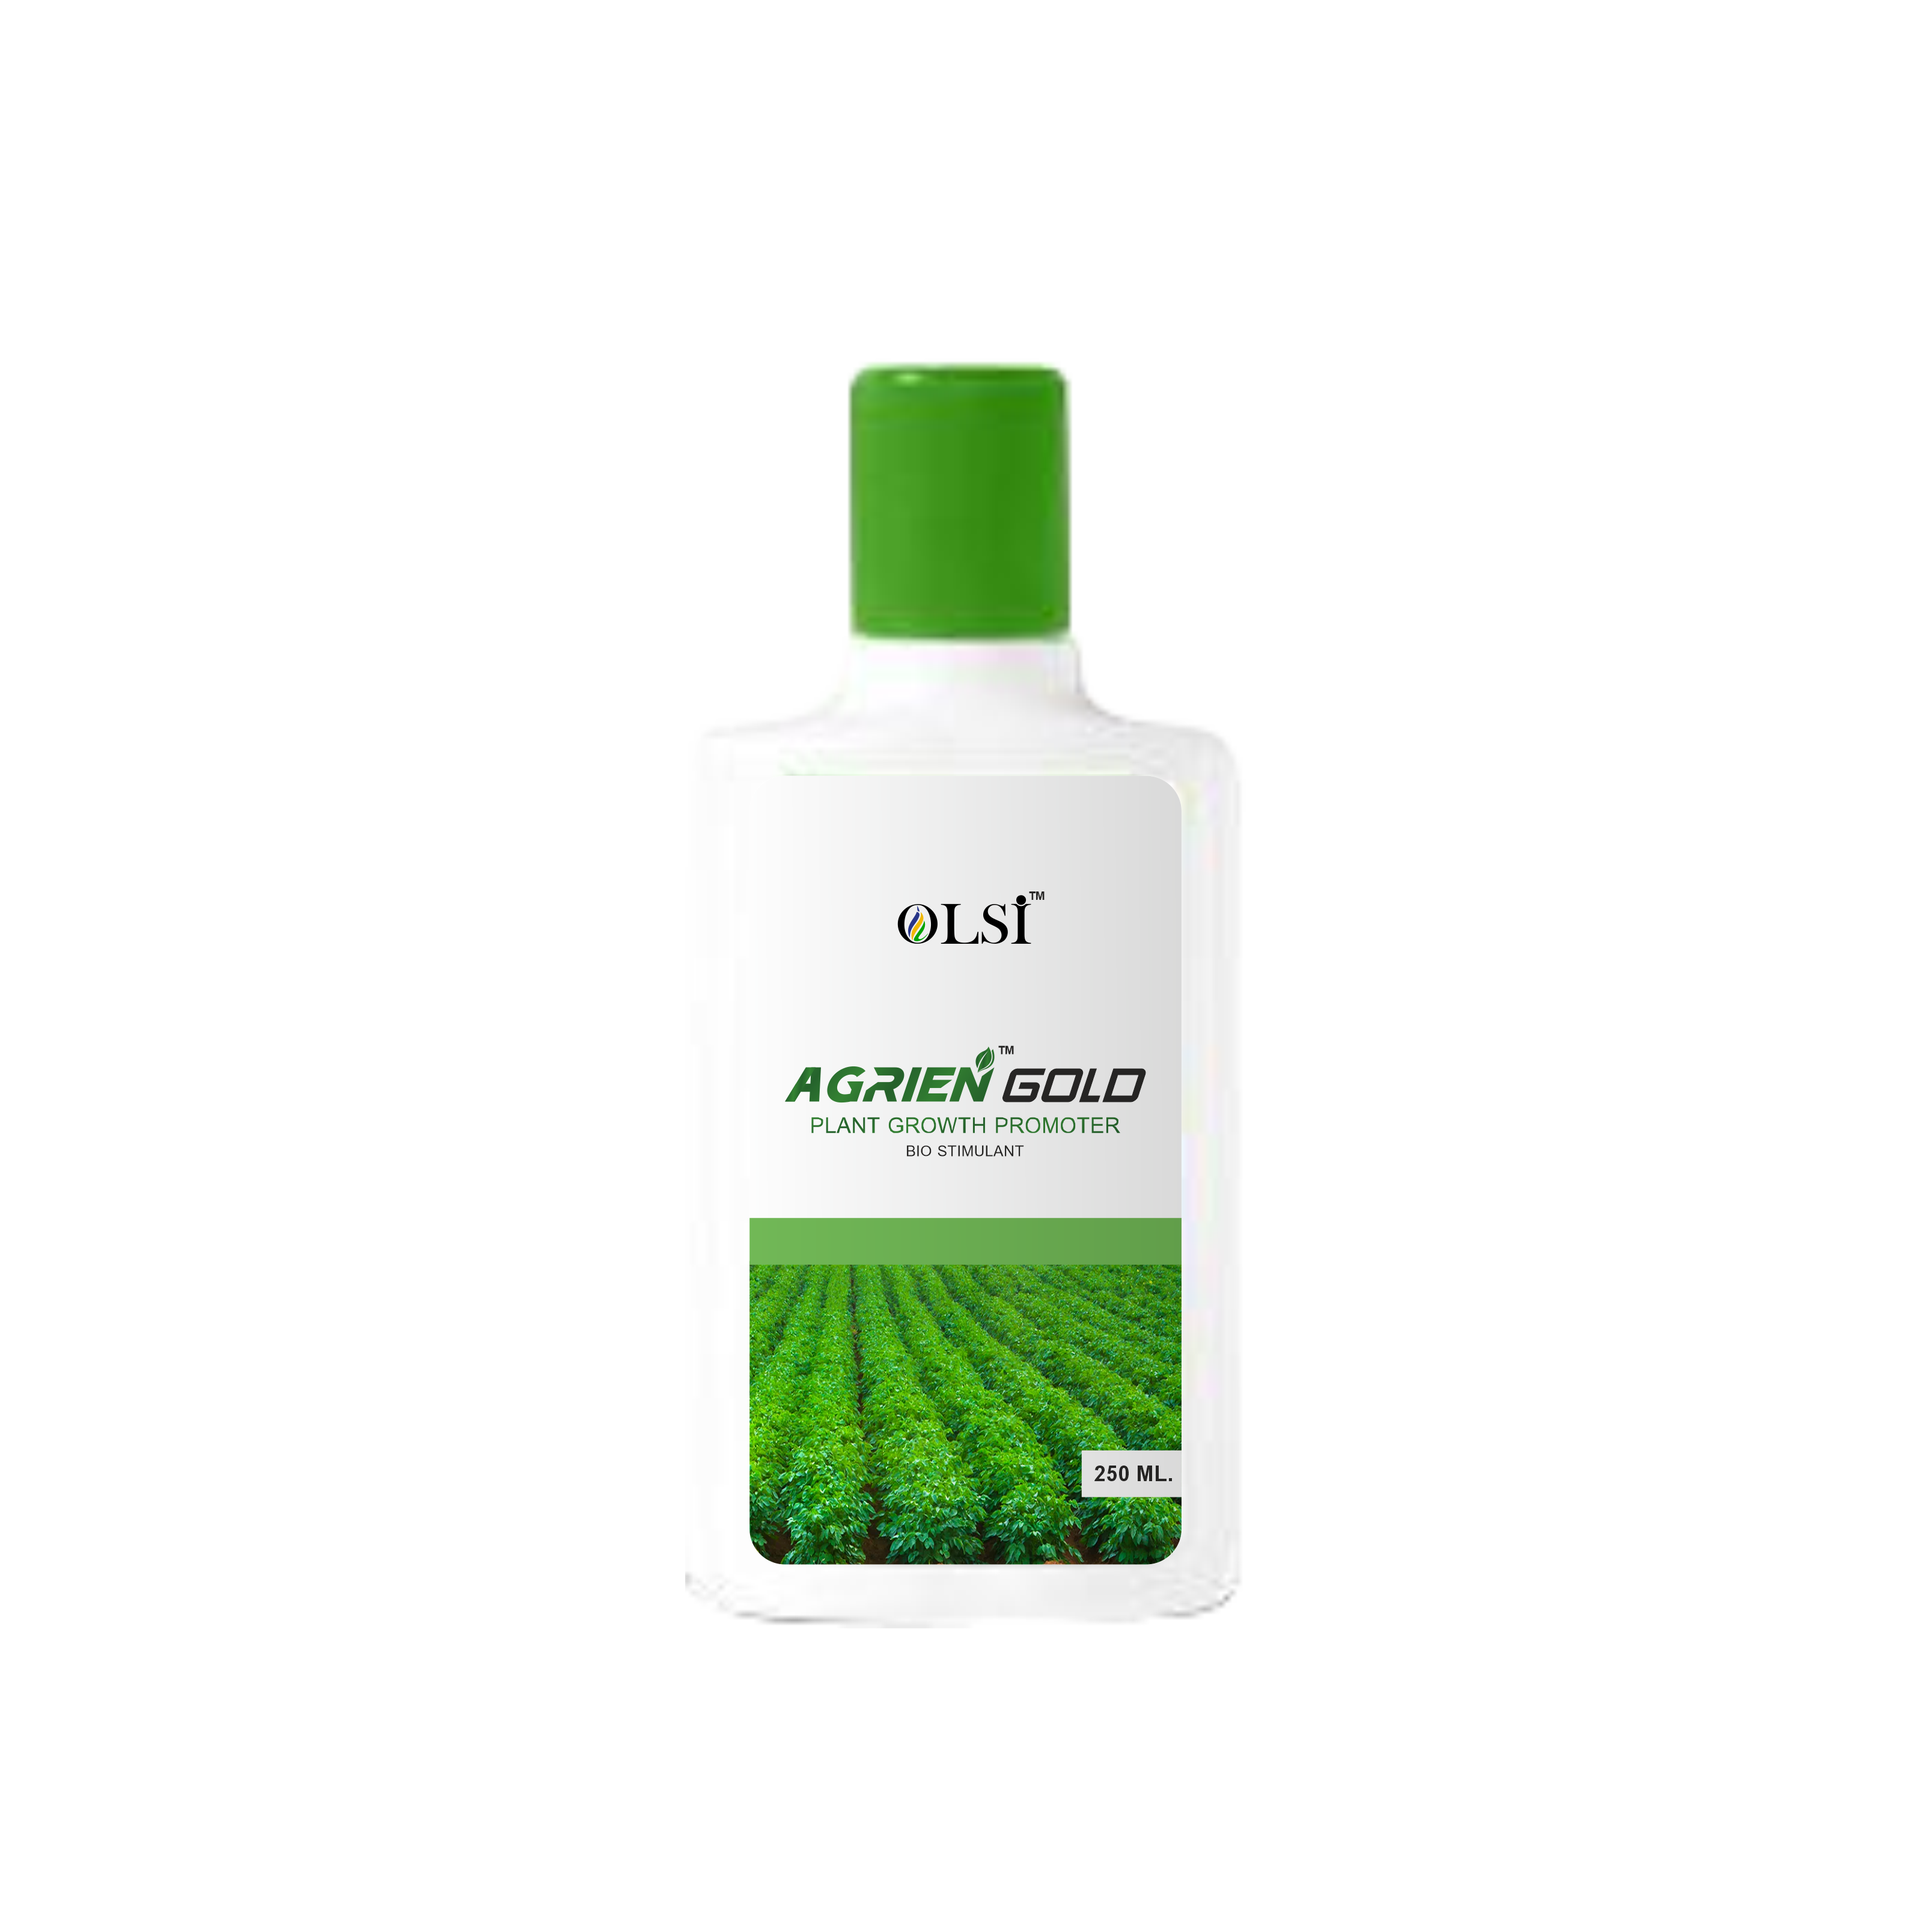 OLSi™
AGRIEN™ GOLD
PLANT GROWTH PROMOTER
BIO STIMULANT
250 ML.